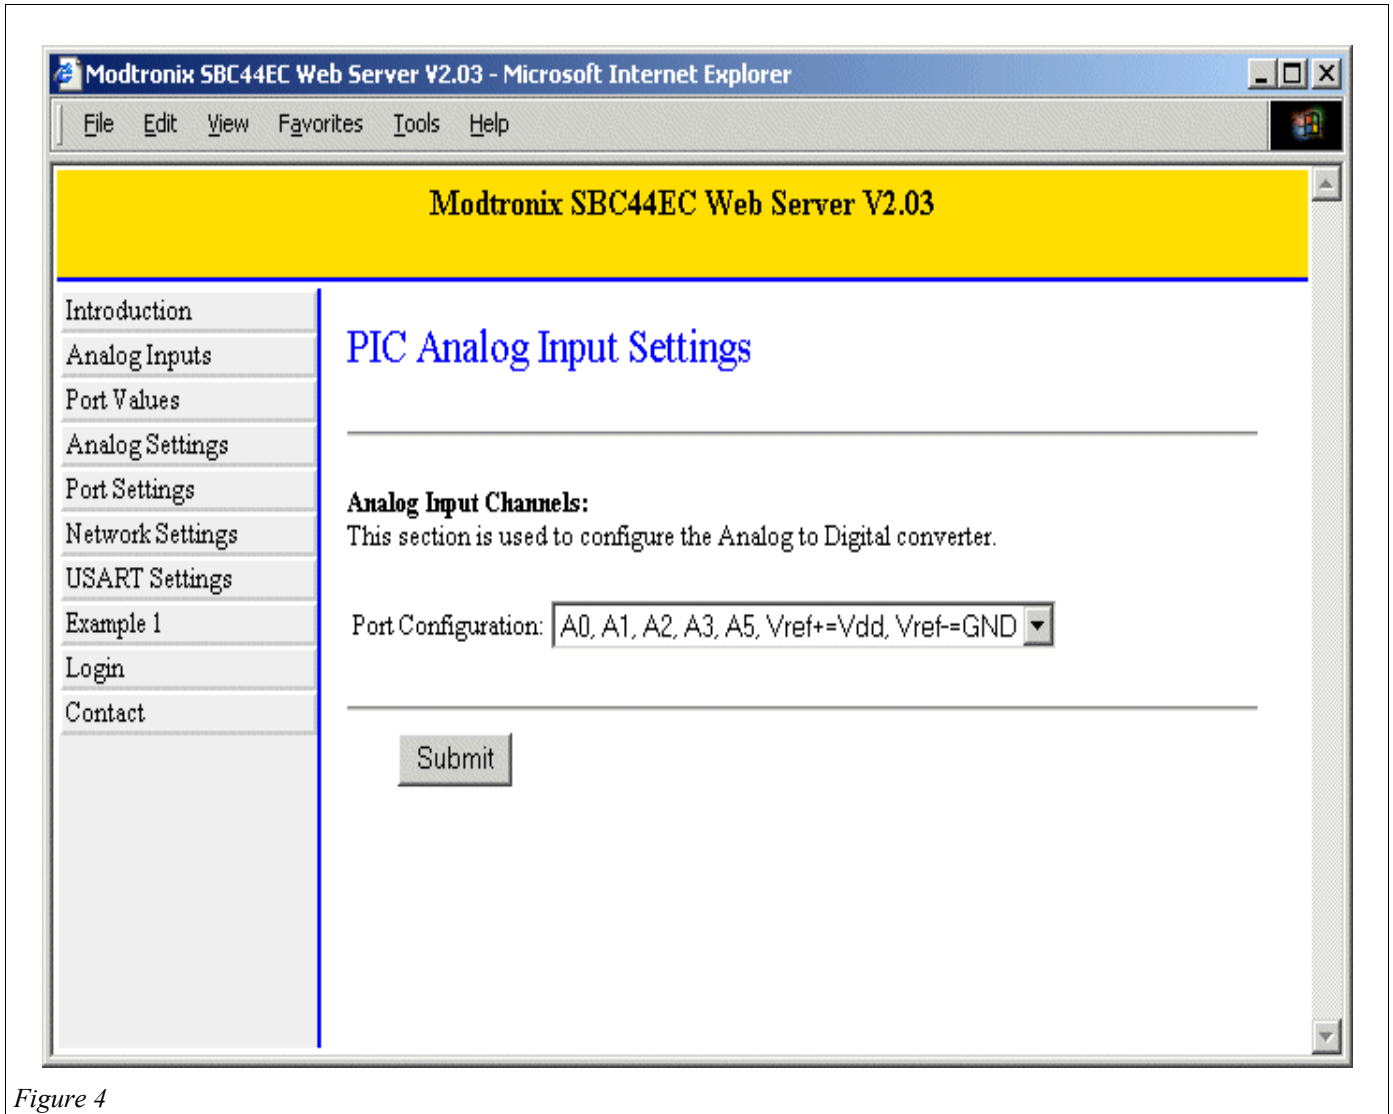 Modtronix SBC44EC Web Server V2.03 - Microsoft Internet Explorer
File Edit View Favorites Tools Help
Modtronix SBC44EC Web Server V2.03
Introduction
Analog Inputs
Port Values
Analog Settings
Port Settings
Network Settings
USART Settings
Example 1
Login
Contact
PIC Analog Input Settings
Analog Input Channels:
This section is used to configure the Analog to Digital converter.
Port Configuration: A0, A1, A2, A3, A5, Vref+=Vdd, Vref-=GND
Submit
Figure 4